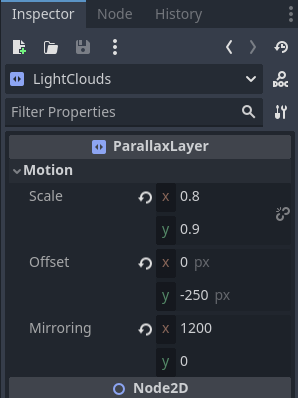 Inspector Node History
LightClouds
Filter Properties
ParallaxLayer
Motion
Scale x 0.8
y 0.9
Offset x 0 px
y -250 px
Mirroring x 1200
y 0
Node2D